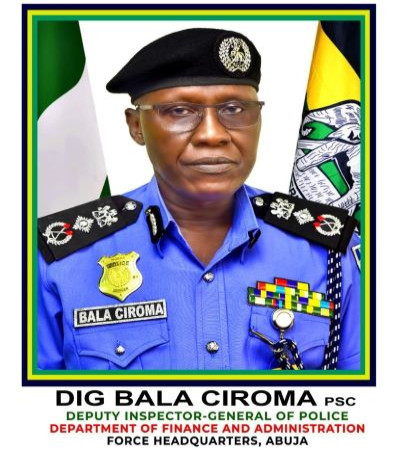 POLICE
BALA CIROMA
DIG BALA CIROMA PSC
DEPUTY INSPECTOR-GENERAL OF POLICE
DEPARTMENT OF FINANCE AND ADMINISTRATION
FORCE HEADQUARTERS, ABUJA